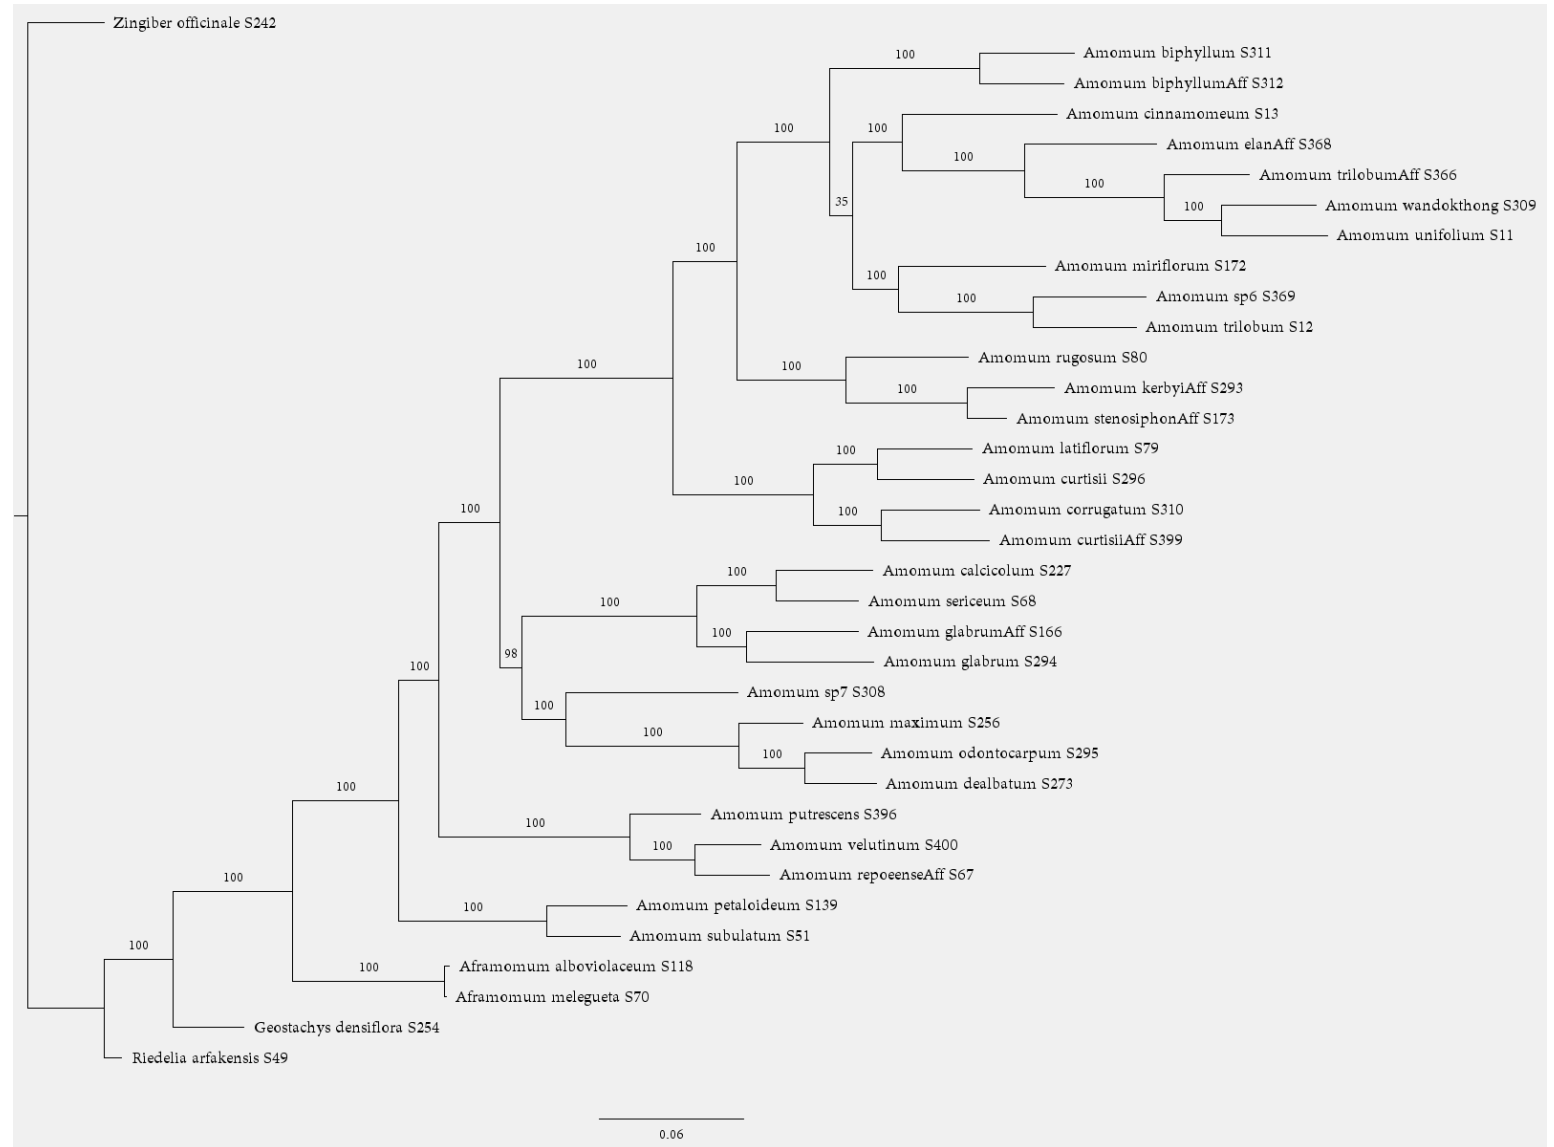 Zingiber officinale S242
100
Amomum biphyllum S311
Amomum biphyllumAff S312
100
100
Amomum cinnamomeum S13
Amomum elanAff S368
100
100
Amomum trilobumAff S366
35
100
Amomum wandokthong S309
Amomum unifolium S11
100
100
Amomum miriflorum S172
100
Amomum sp6 S369
Amomum trilobum S12
100
100
Amomum rugosum S80
100
Amomum kerbyiAff S293
Amomum stenosiphonAff S173
100
Amomum latiflorum S79
100
Amomum curtisii S296
100
100
Amomum corrugatum S310
Amomum curtisiiAff S399
100
Amomum calcicolum S227
100
Amomum sericeum S68
100
Amomum glabrumAff S166
98
100
Amomum glabrum S294
100
Amomum sp7 S308
100
Amomum maximum S256
100
Amomum odontocarpum S295
100
Amomum dealbatum S273
100
Amomum putrescens S396
100
Amomum velutinum S400
100
Amomum repoeenseAff S67
100
Amomum petaloideum S139
Amomum subulatum S51
100
100
Aframomum alboviolaceum S118
Aframomum melegueta S70
Geostachys densiflora S254
Riedelia arfakensis S49
0.06